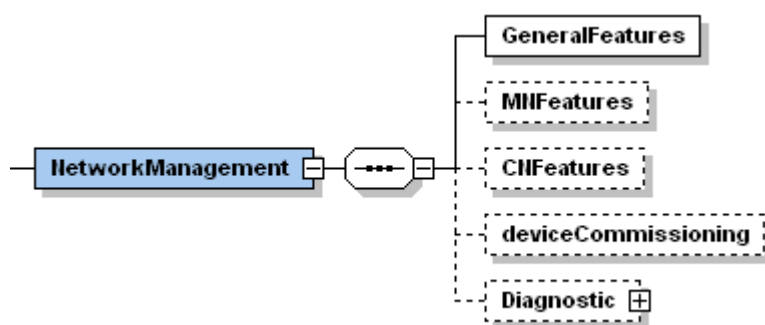 GeneralFeatures
MNFeatures
NetworkManagement
CNFeatures
deviceCommissioning
Diagnostic